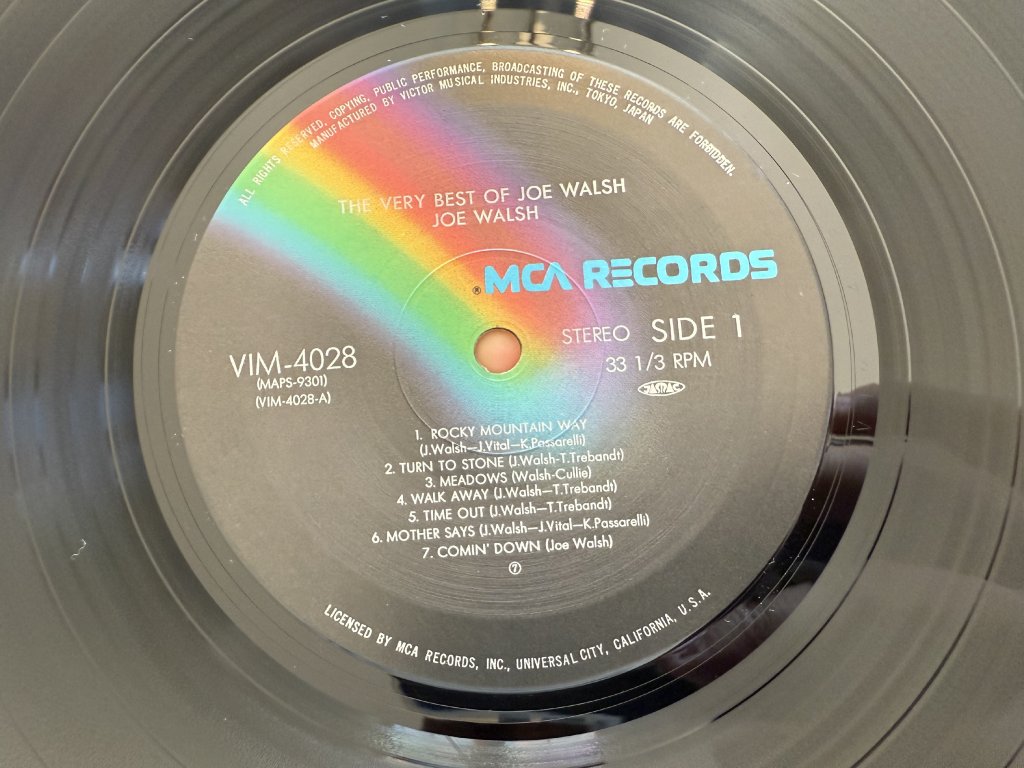 ALL RIGHTS RESERVED, COPYING, PUBLIC PERFORMANCE, BROADCASTING OF THESE RECORDS ARE FORBIDDEN.
MANUFACTURED BY VICTOR MUSICAL INDUSTRIES, INC., TOKYO, JAPAN
THE VERY BEST OF JOE WALSH
JOE WALSH
® MCA RECORDS
STEREO SIDE 1
33 1/3 RPM
JASRAC
VIM-4028
(MAPS-9301)
(VIM-4028-A)
1. ROCKY MOUNTAIN WAY
(J.Walsh—J.Vital—K.Passarelli)
2. TURN TO STONE (J.Walsh-T.Trebandt)
3. MEADOWS (Walsh-Cullie)
4. WALK AWAY (J.Walsh—T.Trebandt)
5. TIME OUT (J.Walsh—T.Trebandt)
6. MOTHER SAYS (J.Walsh—J.Vital—K.Passarelli)
7. COMIN' DOWN (Joe Walsh)
⑦
LICENSED BY MCA RECORDS, INC., UNIVERSAL CITY, CALIFORNIA, U.S.A.